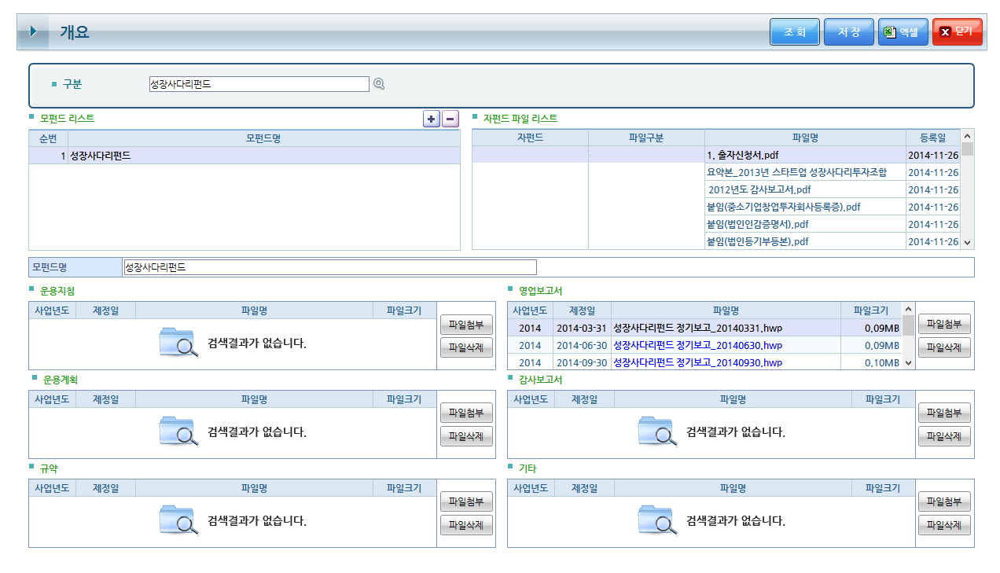 개요 조 회 저 장 엑셀 닫기
구분 성장사다리펀드
모펀드 리스트
순번 모펀드명
1 성장사다리펀드
자펀드 파일 리스트
자펀드 파일구분 파일명 등록일
1. 출자신청서.pdf 2014-11-26
요약본_2013년 스타트업 성장사다리투자조합 2014-11-26
2012년도 감사보고서.pdf 2014-11-26
붙임(중소기업창업투자회사등록증).pdf 2014-11-26
붙임(법인인감증명서).pdf 2014-11-26
붙임(법인등기부등본).pdf 2014-11-26
모펀드명 성장사다리펀드
운용지침
사업년도 제정일 파일명 파일크기
검색결과가 없습니다.
파일첨부
파일삭제
영업보고서
사업년도 제정일 파일명 파일크기
2014 2014-03-31 성장사다리펀드 정기보고_20140331.hwp 0.09MB
2014 2014-06-30 성장사다리펀드 정기보고_20140630.hwp 0.09MB
2014 2014-09-30 성장사다리펀드 정기보고_20140930.hwp 0.10MB
파일첨부
파일삭제
운용계획
사업년도 제정일 파일명 파일크기
검색결과가 없습니다.
파일첨부
파일삭제
감사보고서
사업년도 제정일 파일명 파일크기
검색결과가 없습니다.
파일첨부
파일삭제
규약
사업년도 제정일 파일명 파일크기
검색결과가 없습니다.
파일첨부
파일삭제
기타
사업년도 제정일 파일명 파일크기
검색결과가 없습니다.
파일첨부
파일삭제